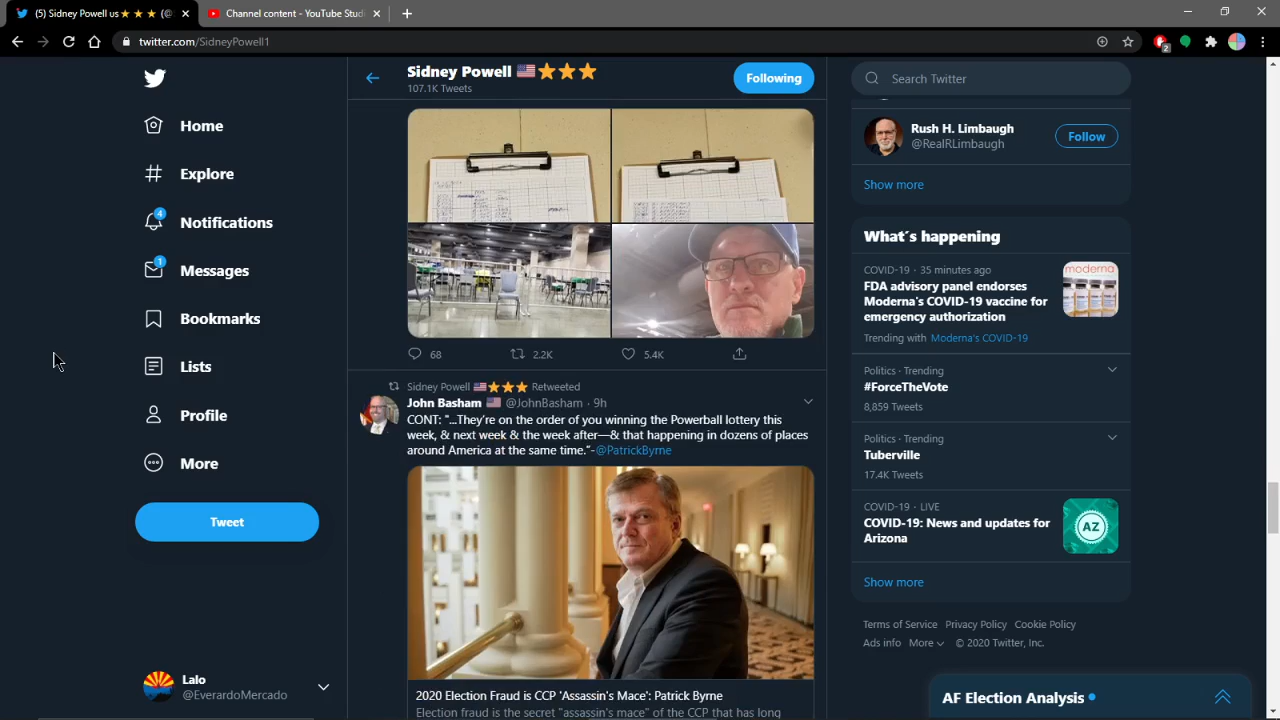 (5) Sidney Powell us ★ ★ ★ (@
Channel content - YouTube Stud
twitter.com/SidneyPowell1
2
Home
Explore
4
Notifications
1
Messages
Bookmarks
Lists
Profile
More
Tweet
Lalo
@EverardoMercado
Sidney Powell 🇺🇸⭐⭐⭐
107.1K Tweets
Following
68
2.2K
5.4K
Sidney Powell 🇺🇸⭐⭐⭐ Retweeted
John Basham 🇺🇸 @JohnBasham · 9h
CONT: "...They're on the order of you winning the Powerball lottery this
week, & next week & the week after—& that happening in dozens of places
around America at the same time."-@PatrickByrne
2020 Election Fraud is CCP 'Assassin's Mace': Patrick Byrne
Election fraud is the secret "assassin's mace" of the CCP that has long
Search Twitter
Rush H. Limbaugh
@RealRLimbaugh
Follow
Show more
What's happening
COVID-19 · 35 minutes ago
FDA advisory panel endorses
Moderna's COVID-19 vaccine for
emergency authorization
Trending with Moderna's COVID-19
moderna
Politics · Trending
#ForceTheVote
8,859 Tweets
Politics · Trending
Tuberville
17.4K Tweets
COVID-19 · LIVE
COVID-19: News and updates for
Arizona
AZ
Show more
Terms of Service Privacy Policy Cookie Policy
Ads info More © 2020 Twitter, Inc.
AF Election Analysis